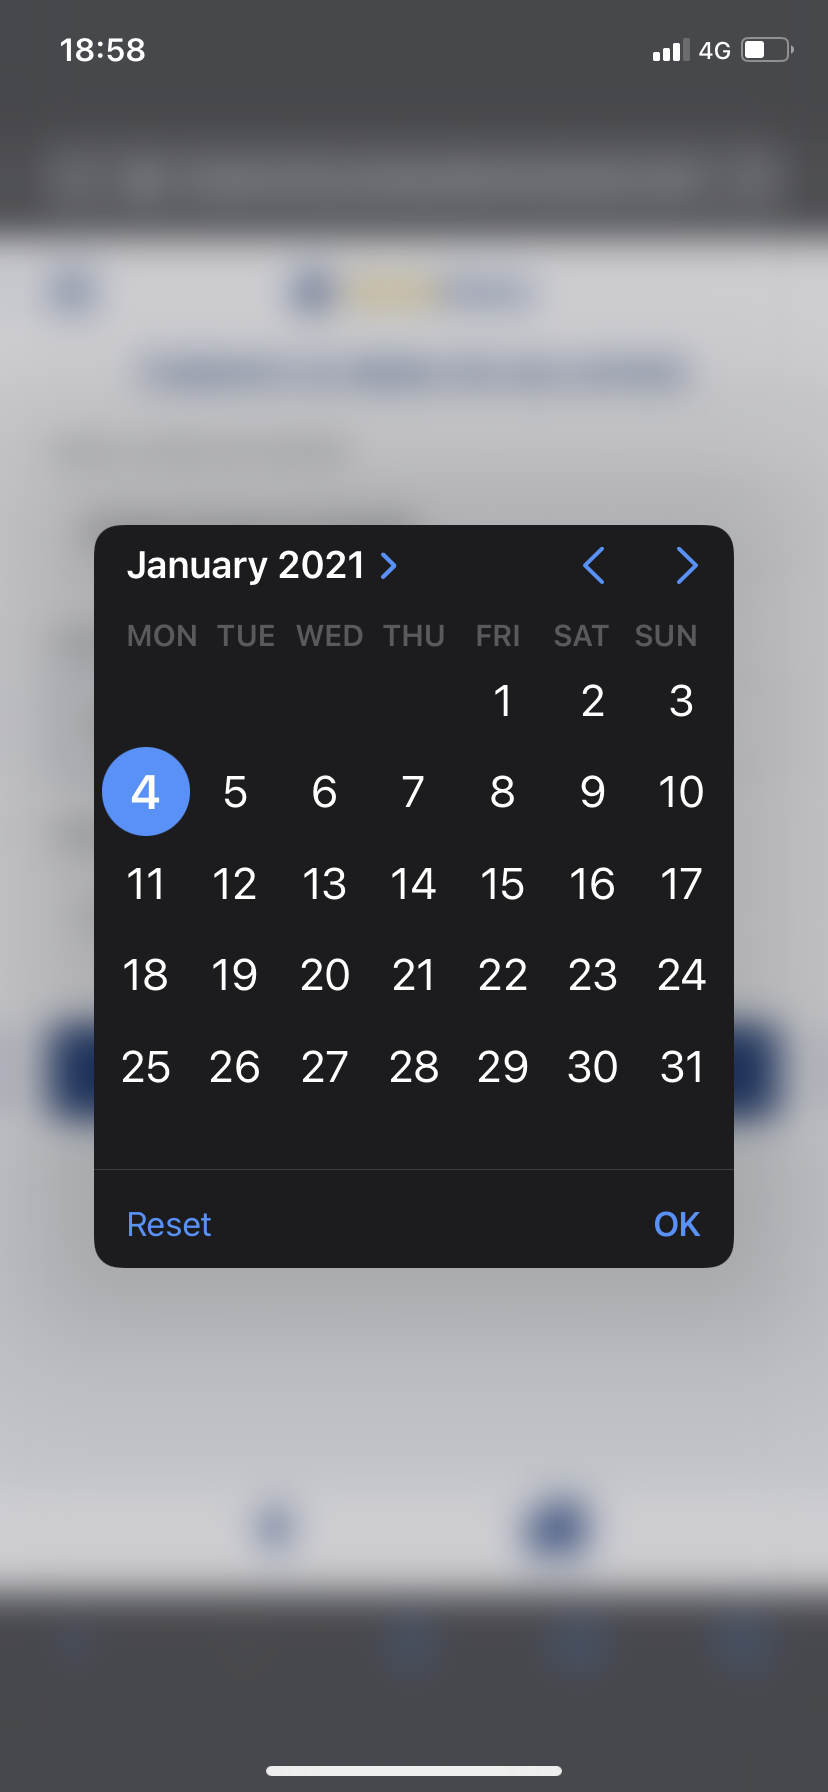 18:58 4G
January 2021
MON TUE WED THU FRI SAT SUN
1 2 3
4 5 6 7 8 9 10
11 12 13 14 15 16 17
18 19 20 21 22 23 24
25 26 27 28 29 30 31
Reset OK